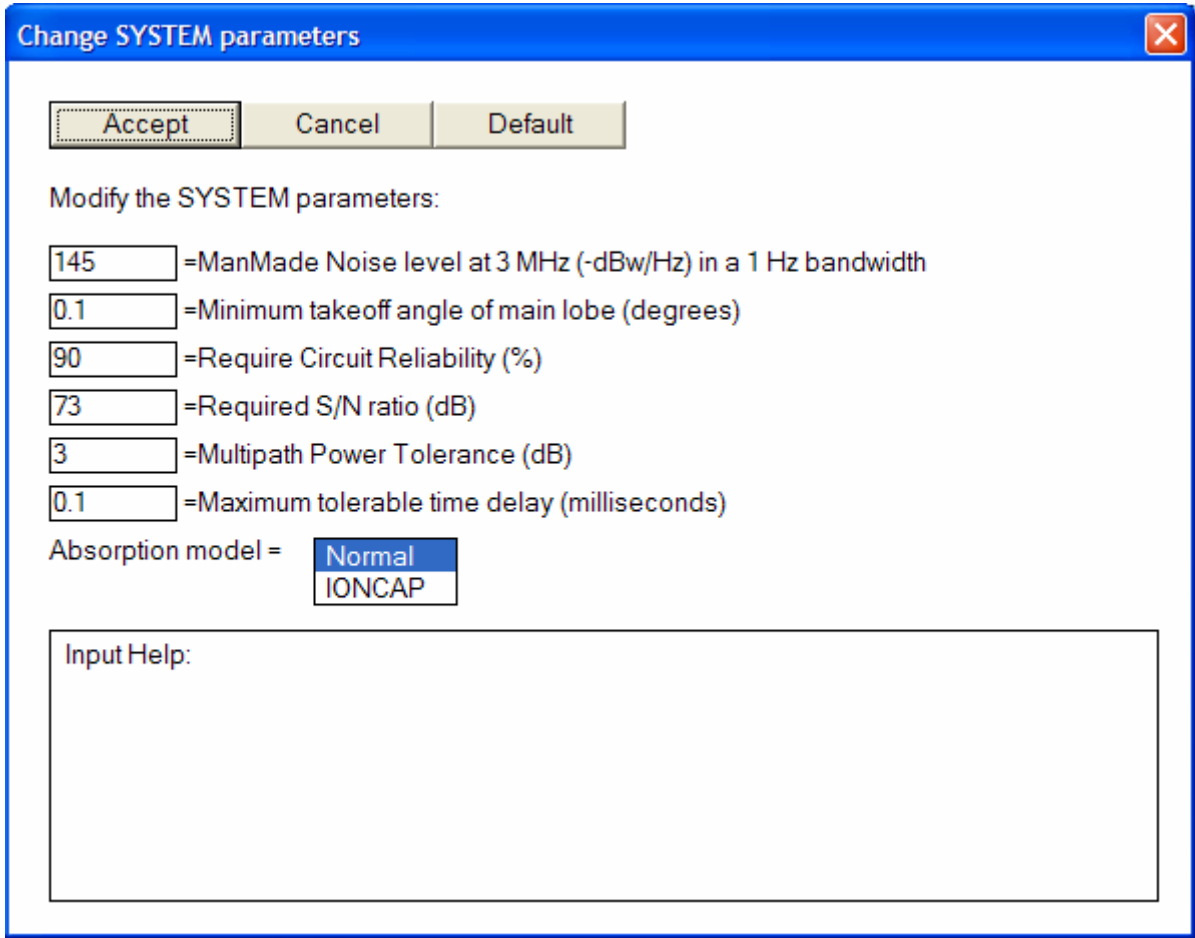 Change SYSTEM parameters
Accept Cancel Default
Modify the SYSTEM parameters:
145 =ManMade Noise level at 3 MHz (-dBw/Hz) in a 1 Hz bandwidth
0.1 =Minimum takeoff angle of main lobe (degrees)
90 =Require Circuit Reliability (%)
73 =Required S/N ratio (dB)
3 =Multipath Power Tolerance (dB)
0.1 =Maximum tolerable time delay (milliseconds)
Absorption model = Normal
IONCAP
Input Help: